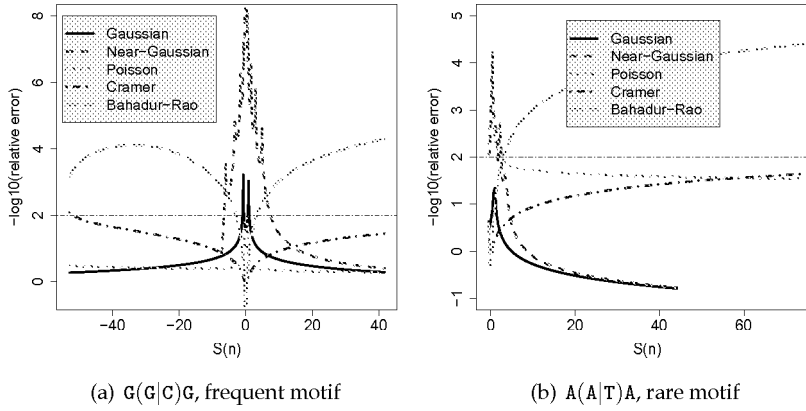 −log10(relative error)
8
6
4
2
0
Gaussian
Near−Gaussian
Poisson
Cramer
Bahadur−Rao
−40
−20
0
20
40
S(n)
(a) G(G|C)G, frequent motif
−log10(relative error)
5
4
3
2
1
0
−1
Gaussian
Near−Gaussian
Poisson
Cramer
Bahadur−Rao
0
20
40
60
S(n)
(b) A(A|T)A, rare motif